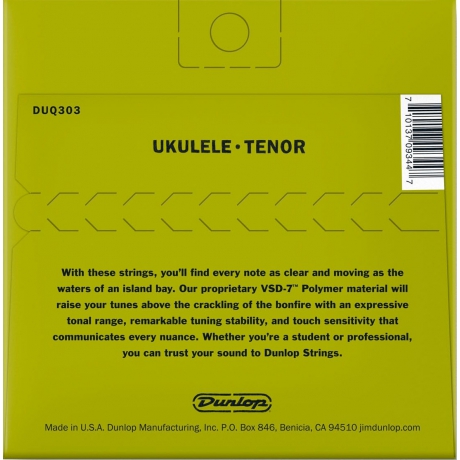 DUQ303
UKULELE • TENOR
7 10137 09344 7
With these strings, you'll find every note as clear and moving as the
waters of an island bay. Our proprietary VSD-7™ Polymer material will
raise your tunes above the crackling of the bonfire with an expressive
tonal range, remarkable tuning stability, and touch sensitivity that
communicates every nuance. Whether you're a student or professional,
you can trust your sound to Dunlop Strings.
Dunlop
Made in U.S.A. Dunlop Manufacturing, Inc. P.O. Box 846, Benicia, CA 94510 jimdunlop.com